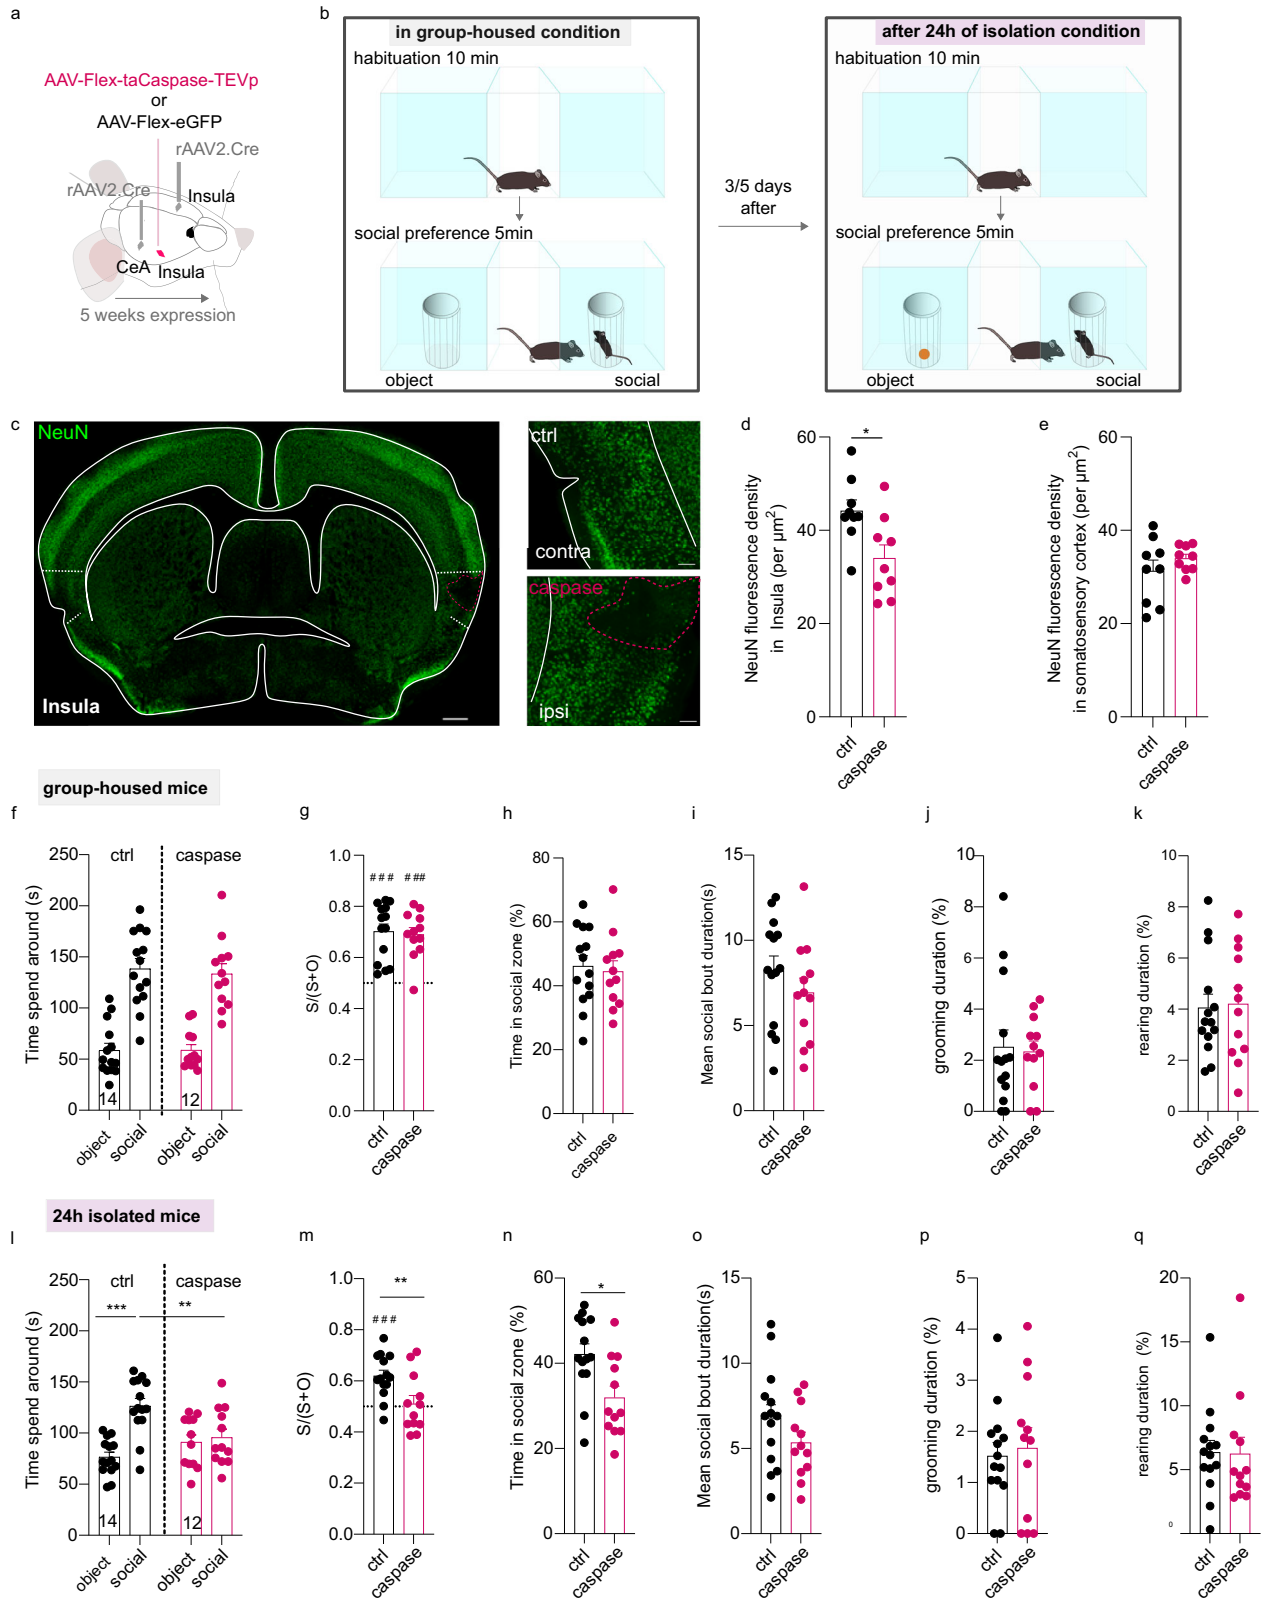 a
AAV-Flex-taCaspase-TEVp
or
AAV-Flex-eGFP
rAAV2.Cre
rAAV2.Cre
Insula
CeA
Insula
5 weeks expression
b
in group-housed condition
habituation 10 min
social preference 5min
object
social
3/5 days
after
after 24h of isolation condition
habituation 10 min
social preference 5min
object
social
c
NeuN
Insula
ctrl
contra
caspase
ipsi
d
NeuN fluorescence density
in Insula (per µm²)
60
40
20
0
*
ctrl
caspase
e
NeuN fluorescence density
in somatosensory cortex (per µm²)
60
40
20
0
ctrl
caspase
group-housed mice
f
Time spend around (s)
250
200
150
100
50
0
ctrl
caspase
14
12
object
social
object
social
g
S/(S+O)
1.0
0.8
0.6
0.4
0.2
0.0
###
###
ctrl
caspase
h
Time in social zone (%)
80
60
40
20
0
ctrl
caspase
i
Mean social bout duration(s)
15
10
5
0
ctrl
caspase
j
grooming duration (%)
10
8
6
4
2
0
ctrl
caspase
k
rearing duration (%)
10
8
6
4
2
0
ctrl
caspase
24h isolated mice
l
Time spend around (s)
250
200
150
100
50
0
ctrl
caspase
***
**
14
12
object
social
object
social
m
S/(S+O)
1.0
0.8
0.6
0.4
0.2
0.0
**
###
ctrl
caspase
n
Time in social zone (%)
60
40
20
0
*
ctrl
caspase
o
Mean social bout duration(s)
15
10
5
0
ctrl
caspase
p
grooming duration (%)
5
4
3
2
1
0
ctrl
caspase
q
rearing duration (%)
20
15
10
5
0
ctrl
caspase